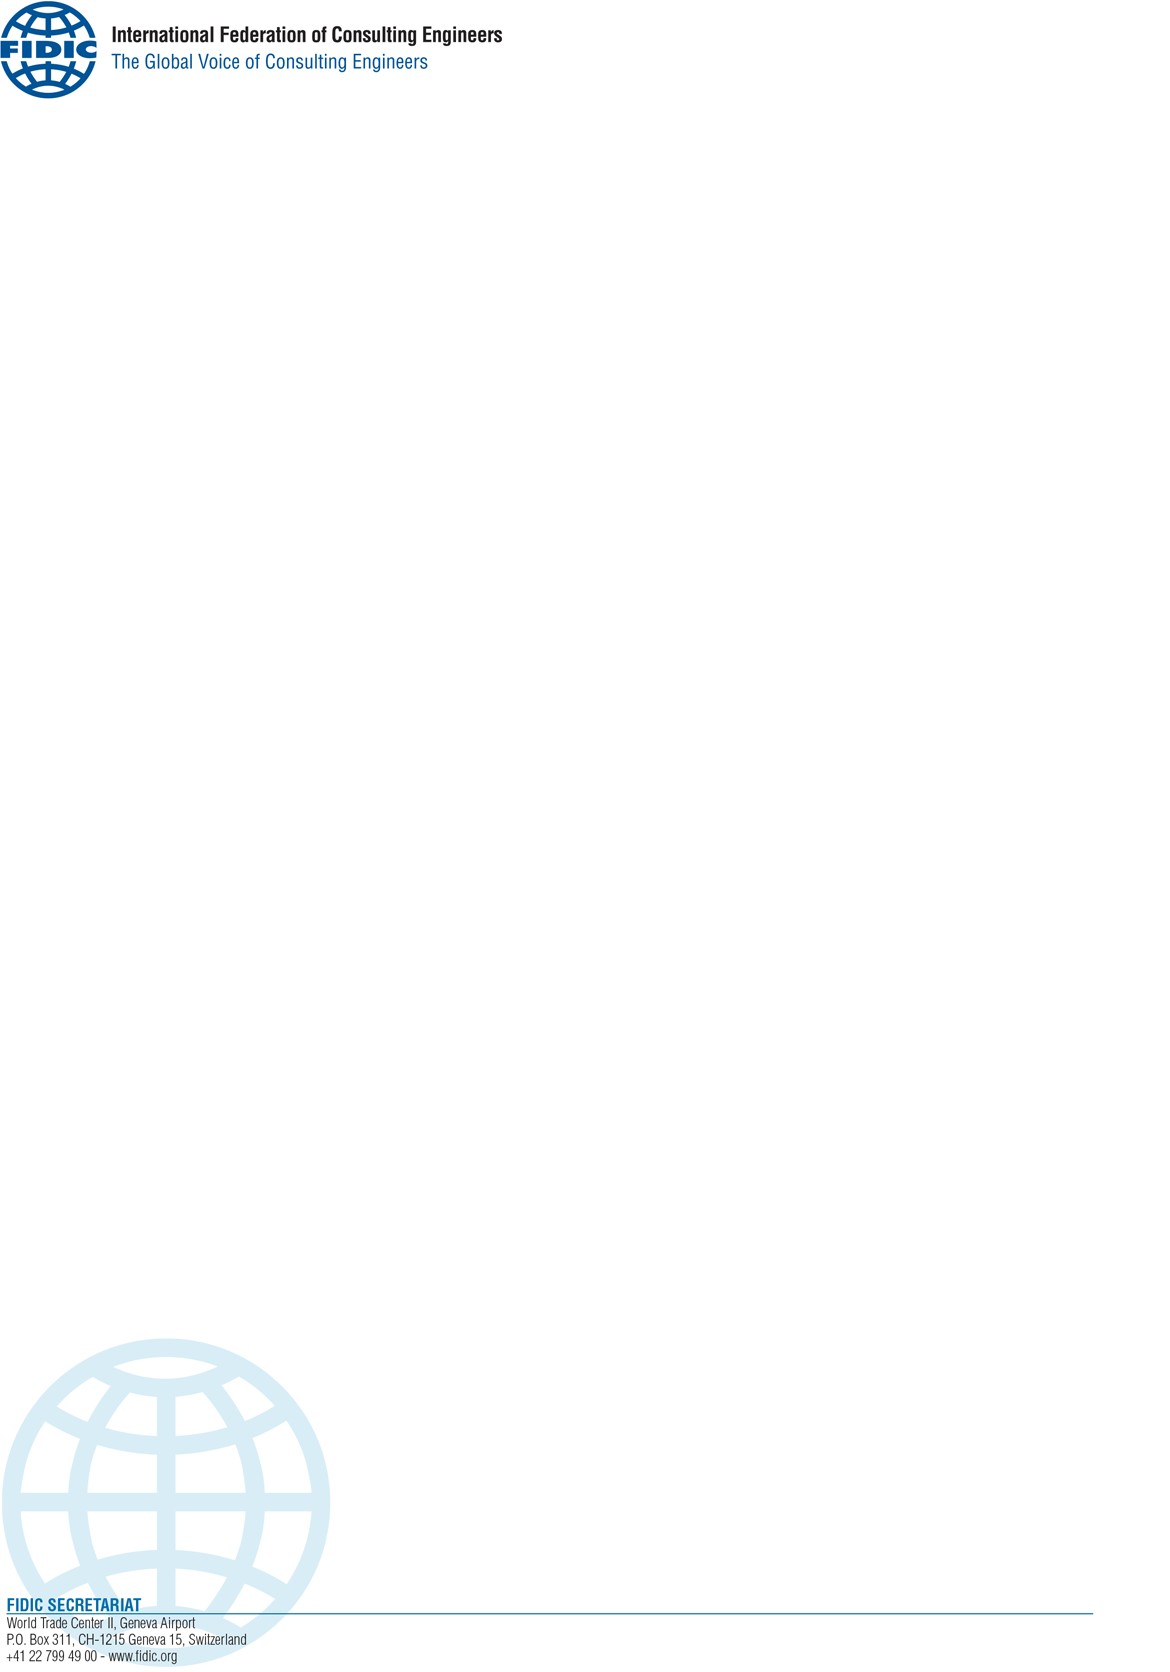 FIDIC
International Federation of Consulting Engineers
The Global Voice of Consulting Engineers
FIDIC SECRETARIAT
World Trade Center II, Geneva Airport
P.O. Box 311, CH-1215 Geneva 15, Switzerland
+41 22 799 49 00 - www.fidic.org